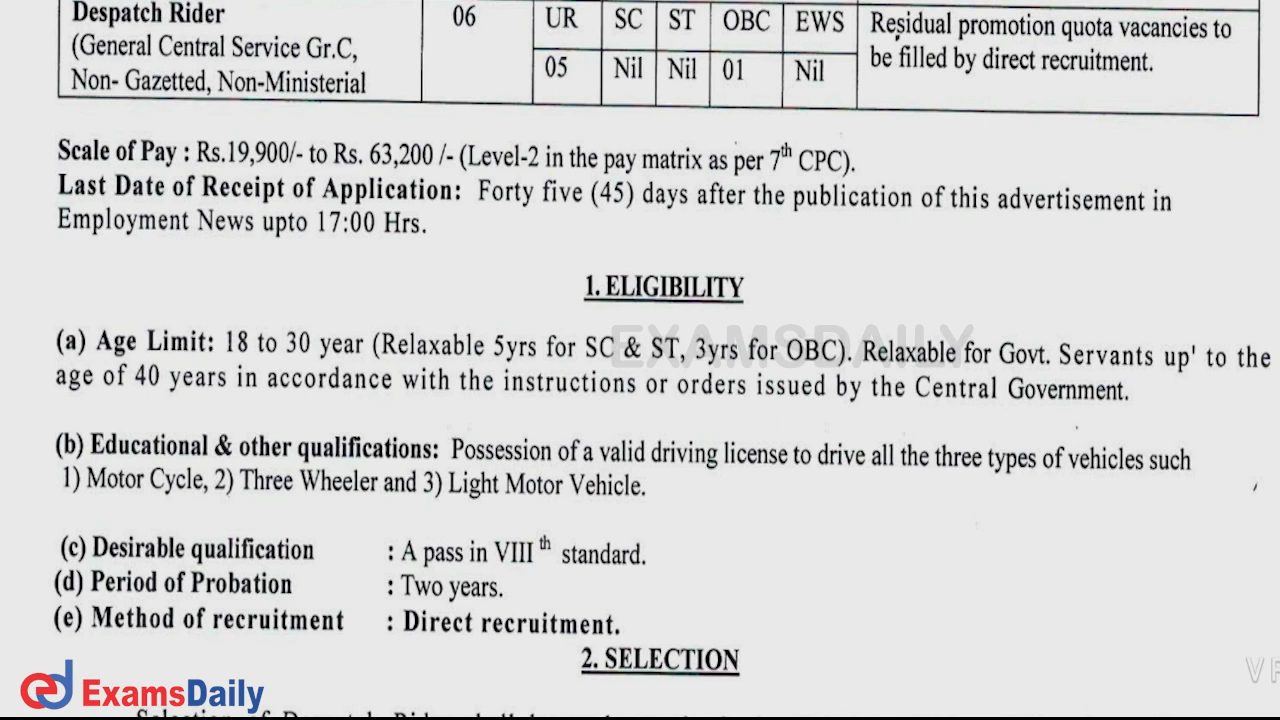 Despatch Rider
(General Central Service Gr.C,
Non- Gazetted, Non-Ministerial
06
UR SC ST OBC EWS
05 Nil Nil 01 Nil
Residual promotion quota vacancies to
be filled by direct recruitment.
Scale of Pay : Rs.19,900/- to Rs. 63,200 /- (Level-2 in the pay matrix as per 7th CPC).
Last Date of Receipt of Application: Forty five (45) days after the publication of this advertisement in
Employment News upto 17:00 Hrs.
1. ELIGIBILITY
EXAMSDAILY
(a) Age Limit: 18 to 30 year (Relaxable 5yrs for SC & ST, 3yrs for OBC). Relaxable for Govt. Servants up' to the
age of 40 years in accordance with the instructions or orders issued by the Central Government.
(b) Educational & other qualifications: Possession of a valid driving license to drive all the three types of vehicles such
1) Motor Cycle, 2) Three Wheeler and 3) Light Motor Vehicle.
(c) Desirable qualification : A pass in VIII th standard.
(d) Period of Probation : Two years.
(e) Method of recruitment : Direct recruitment.
2. SELECTION
ed ExamsDaily